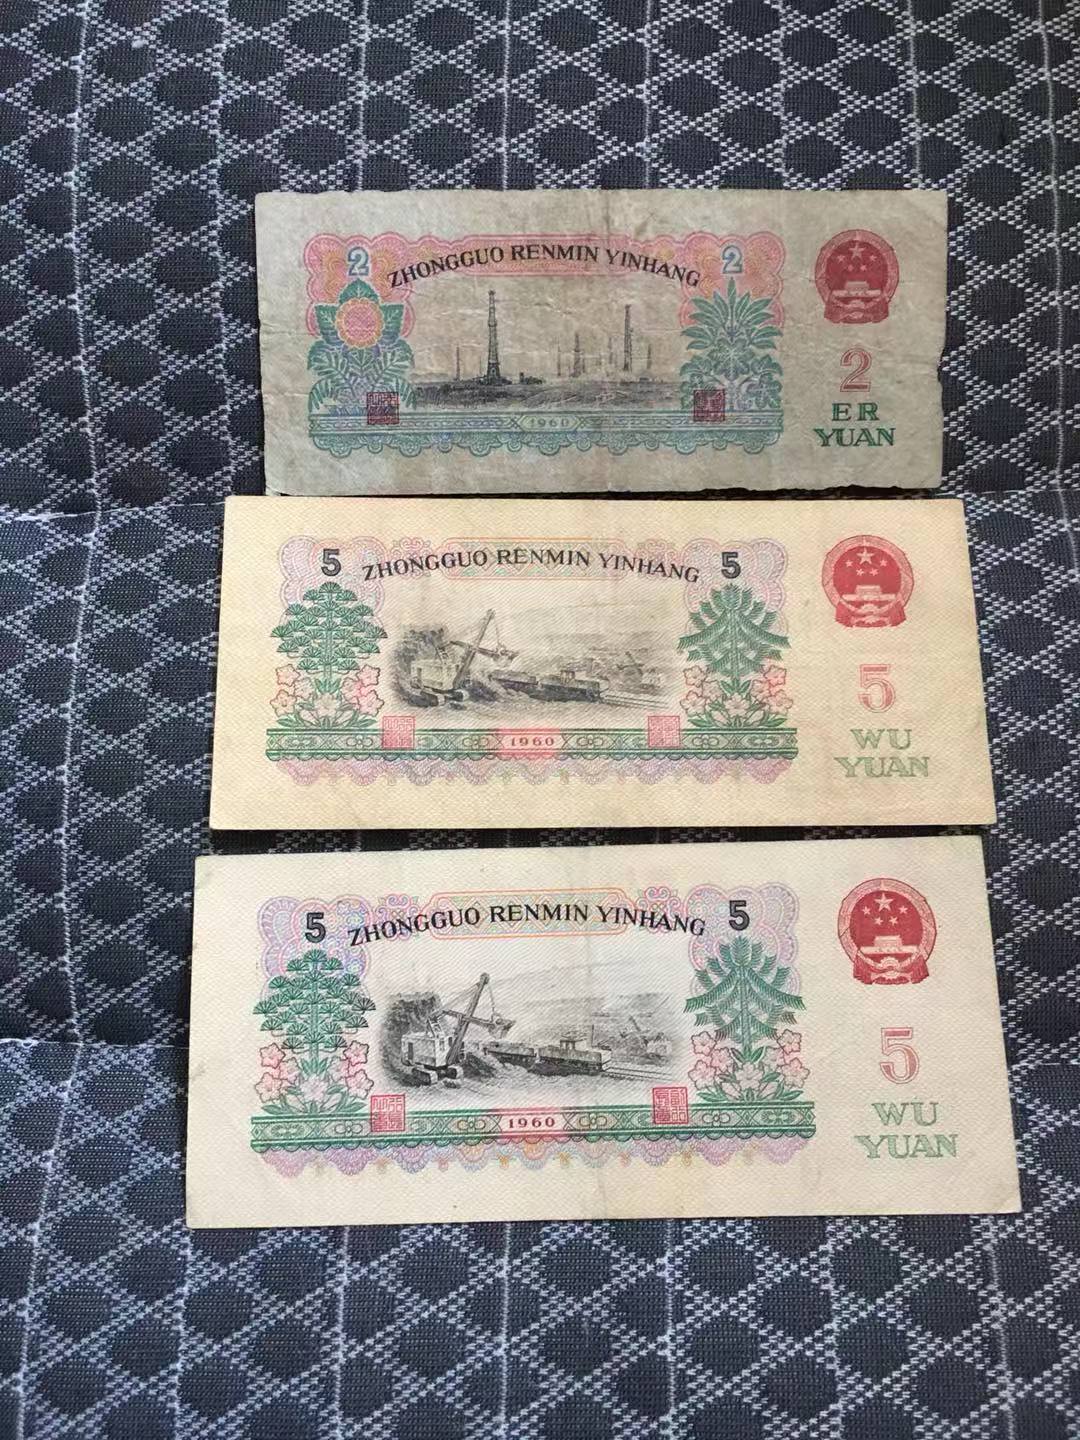 2 ZHONGGUO RENMIN YINHANG 2
2
ER
YUAN
1960
5 ZHONGGUO RENMIN YINHANG 5
5
WU
YUAN
1960
5 ZHONGGUO RENMIN YINHANG 5
5
WU
YUAN
1960